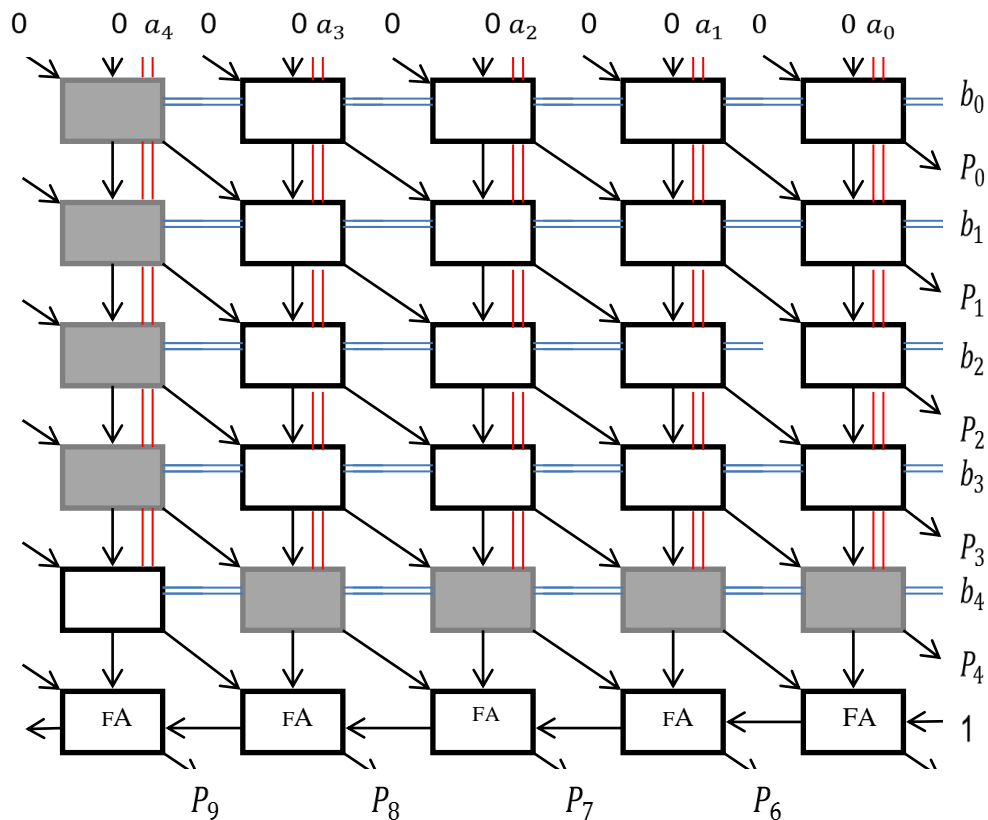 0 0 a₄ 0 0 a₃ 0 0 a₂ 0 a₁ 0 0 a₀
b₀
P₀
b₁
P₁
b₂
P₂
b₃
P₃
b₄
P₄
FA FA FA FA FA 1
P₉ P₈ P₇ P₆